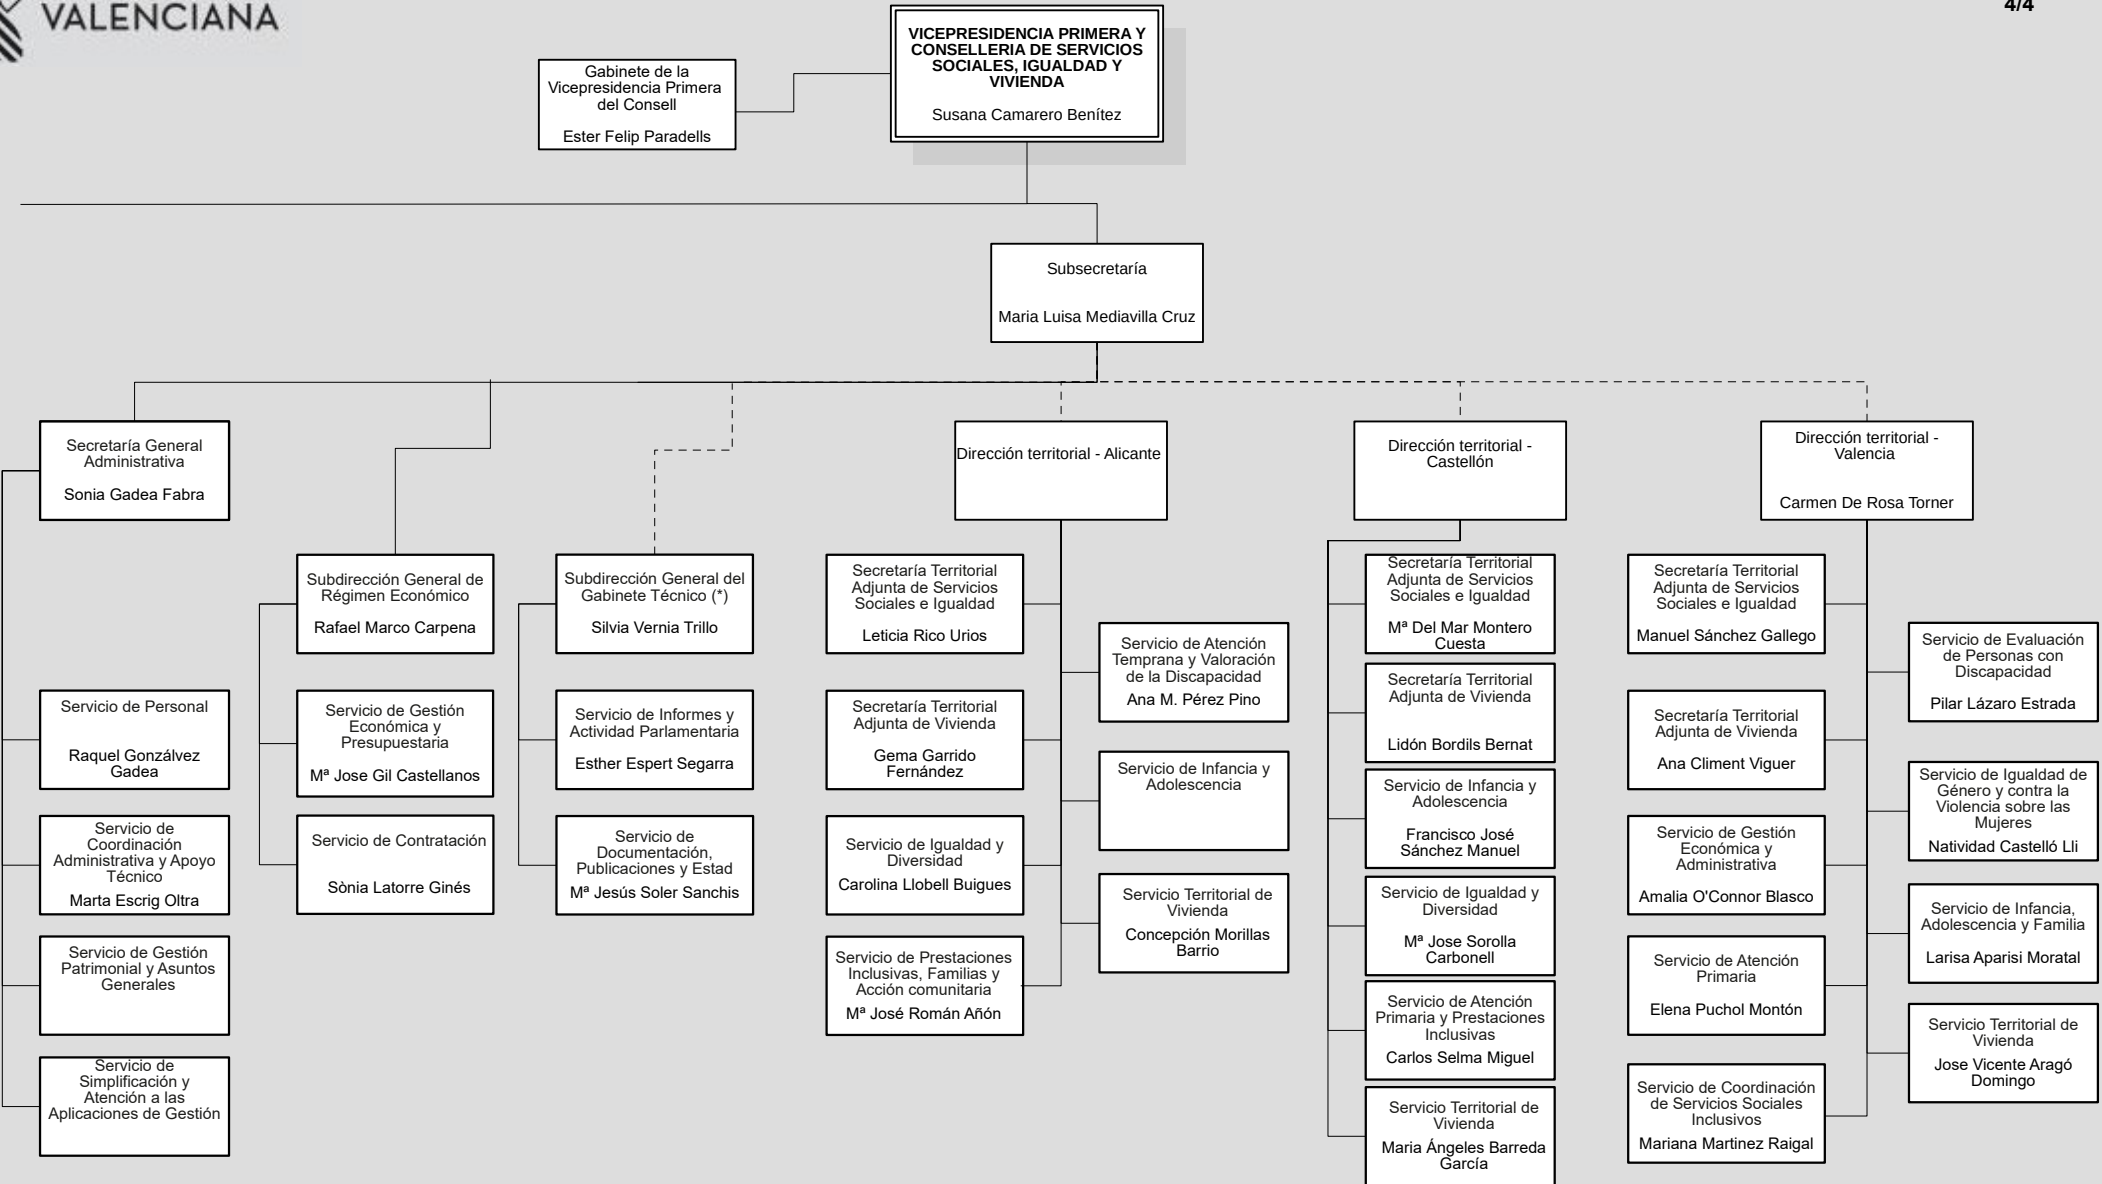 VALENCIANA
4/4
VICEPRESIDENCIA PRIMERA Y
CONSELLERIA DE SERVICIOS
SOCIALES, IGUALDAD Y
VIVIENDA
Susana Camarero Benítez
Gabinete de la
Vicepresidencia Primera
del Consell
Ester Felip Paradells
Subsecretaría
Maria Luisa Mediavilla Cruz
Secretaría General
Administrativa
Sonia Gadea Fabra
Servicio de Personal
Raquel Gonzálvez
Gadea
Servicio de
Coordinación
Administrativa y Apoyo
Técnico
Marta Escrig Oltra
Servicio de Gestión
Patrimonial y Asuntos
Generales
Servicio de
Simplificación y
Atención a las
Aplicaciones de Gestión
Subdirección General de
Régimen Económico
Rafael Marco Carpena
Servicio de Gestión
Económica y
Presupuestaria
Mª Jose Gil Castellanos
Servicio de Contratación
Sònia Latorre Ginés
Subdirección General del
Gabinete Técnico (*)
Silvia Vernia Trillo
Servicio de Informes y
Actividad Parlamentaria
Esther Espert Segarra
Servicio de
Documentación,
Publicaciones y Estad
Mª Jesús Soler Sanchis
Dirección territorial - Alicante
Secretaría Territorial
Adjunta de Servicios
Sociales e Igualdad
Leticia Rico Urios
Secretaría Territorial
Adjunta de Vivienda
Gema Garrido
Fernández
Servicio de Igualdad y
Diversidad
Carolina Llobell Buigues
Servicio de Prestaciones
Inclusivas, Familias y
Acción comunitaria
Mª José Román Añón
Servicio de Atención
Temprana y Valoración
de la Discapacidad
Ana M. Pérez Pino
Servicio de Infancia y
Adolescencia
Servicio Territorial de
Vivienda
Concepción Morillas
Barrio
Dirección territorial -
Castellón
Secretaría Territorial
Adjunta de Servicios
Sociales e Igualdad
Mª Del Mar Montero
Cuesta
Secretaría Territorial
Adjunta de Vivienda
Lidón Bordils Bernat
Servicio de Infancia y
Adolescencia
Francisco José
Sánchez Manuel
Servicio de Igualdad y
Diversidad
Mª Jose Sorolla
Carbonell
Servicio de Atención
Primaria y Prestaciones
Inclusivas
Carlos Selma Miguel
Servicio Territorial de
Vivienda
Maria Ángeles Barreda
García
Dirección territorial -
Valencia
Carmen De Rosa Torner
Secretaría Territorial
Adjunta de Servicios
Sociales e Igualdad
Manuel Sánchez Gallego
Secretaría Territorial
Adjunta de Vivienda
Ana Climent Viguer
Servicio de Gestión
Económica y
Administrativa
Amalia O'Connor Blasco
Servicio de Atención
Primaria
Elena Puchol Montón
Servicio de Coordinación
de Servicios Sociales
Inclusivos
Mariana Martinez Raigal
Servicio de Evaluación
de Personas con
Discapacidad
Pilar Lázaro Estrada
Servicio de Igualdad de
Género y contra la
Violencia sobre las
Mujeres
Natividad Castelló Lli
Servicio de Infancia,
Adolescencia y Familia
Larisa Aparisi Moratal
Servicio Territorial de
Vivienda
Jose Vicente Aragó
Domingo